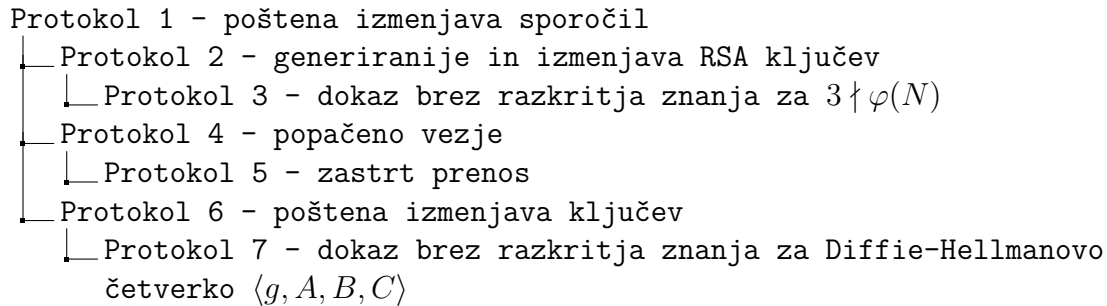 Protokol 1 - poštena izmenjava sporočil
Protokol 2 - generiranije in izmenjava RSA ključev
Protokol 3 - dokaz brez razkritja znanja za 3 ∤ φ(N)
Protokol 4 - popačeno vezje
Protokol 5 - zastrt prenos
Protokol 6 - poštena izmenjava ključev
Protokol 7 - dokaz brez razkritja znanja za Diffie-Hellmanovo
četverko ⟨g, A, B, C⟩